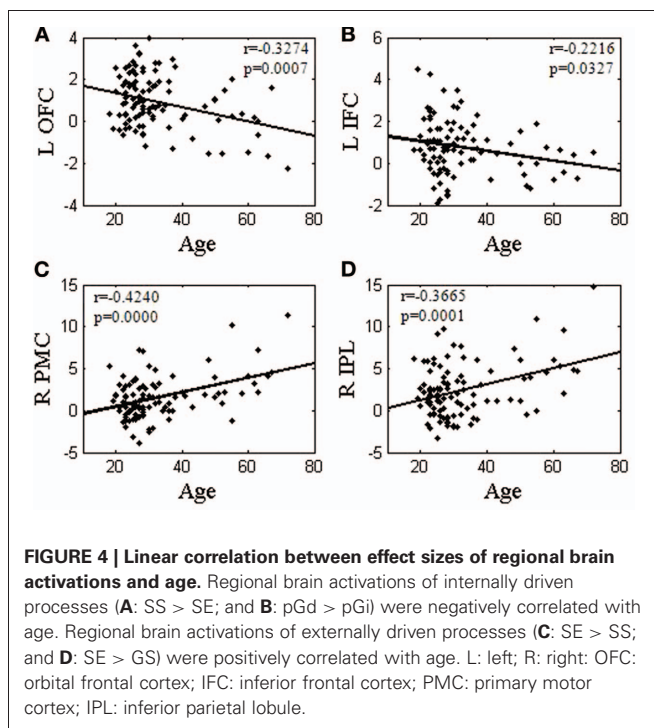 A
4
2
0
-2
-4
L OFC
r=-0.3274
p=0.0007
20 40 60 80
Age
B
6
4
2
0
-2
L IFC
r=-0.2216
p=0.0327
20 40 60 80
Age
C
15
10
5
0
-5
R PMC
r=-0.4240
p=0.0000
20 40 60 80
Age
D
15
10
5
0
-5
R IPL
r=-0.3665
p=0.0001
20 40 60 80
Age
FIGURE 4 | Linear correlation between effect sizes of regional brain
activations and age. Regional brain activations of internally driven
processes (A: SS > SE; and B: pGd > pGi) were negatively correlated with
age. Regional brain activations of externally driven processes (C: SE > SS;
and D: SE > GS) were positively correlated with age. L: left; R: right: OFC:
orbital frontal cortex; IFC: inferior frontal cortex; PMC: primary motor
cortex; IPL: inferior parietal lobule.